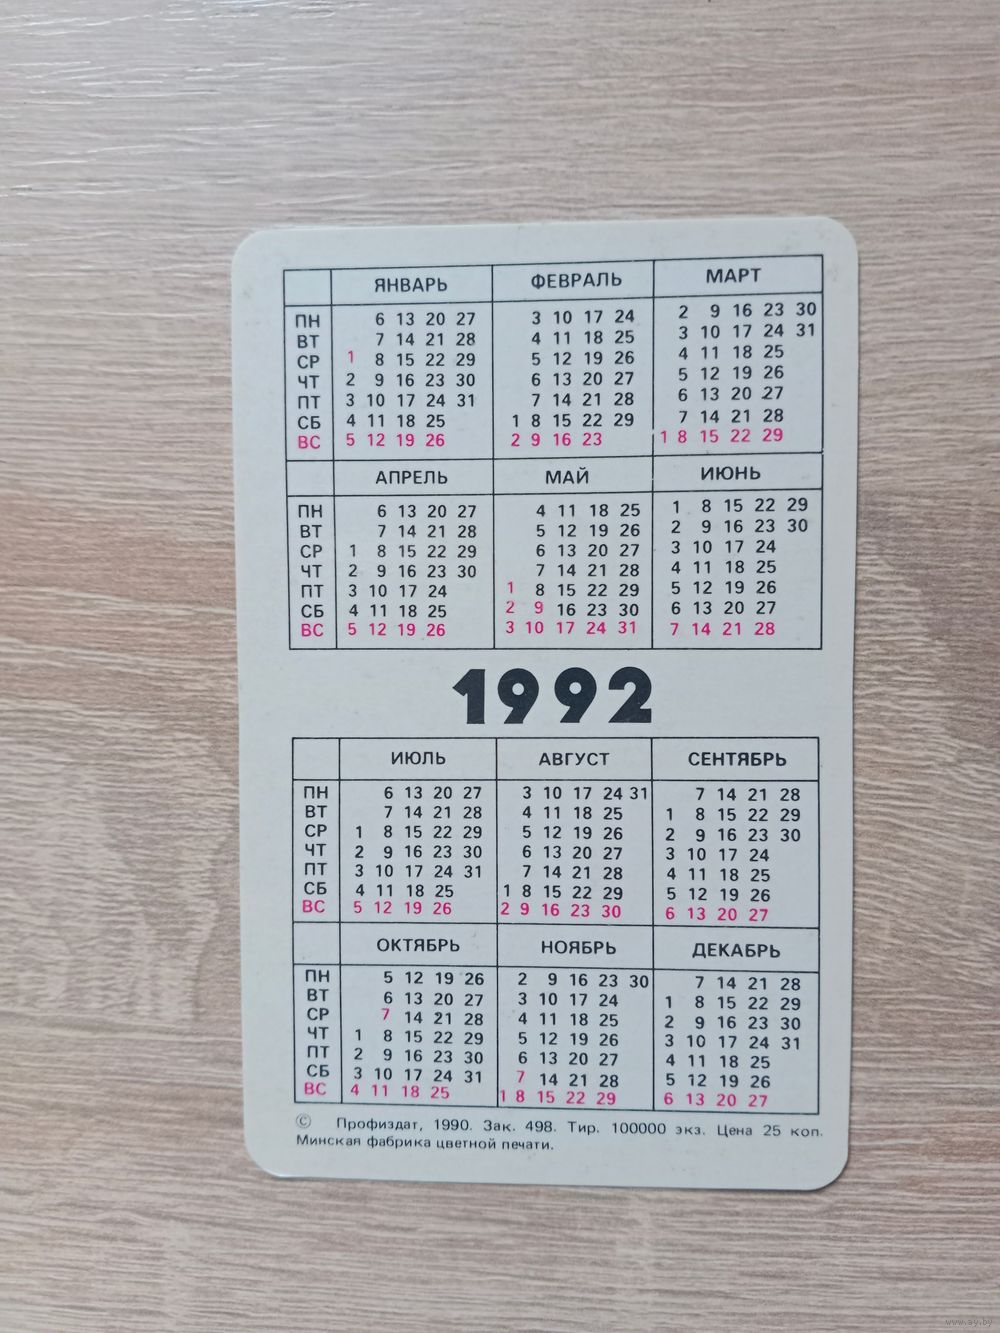 ЯНВАРЬ ФЕВРАЛЬ МАРТ
ПН 6 13 20 27 3 10 17 24 2 9 16 23 30
ВТ 7 14 21 28 4 11 18 25 3 10 17 24 31
СР 1 8 15 22 29 5 12 19 26 4 11 18 25
ЧТ 2 9 16 23 30 6 13 20 27 5 12 19 26
ПТ 3 10 17 24 31 7 14 21 28 6 13 20 27
СБ 4 11 18 25 1 8 15 22 29 7 14 21 28
ВС 5 12 19 26 2 9 16 23 1 8 15 22 29
АПРЕЛЬ МАЙ ИЮНЬ
ПН 6 13 20 27 4 11 18 25 1 8 15 22 29
ВТ 7 14 21 28 5 12 19 26 2 9 16 23 30
СР 1 8 15 22 29 6 13 20 27 3 10 17 24
ЧТ 2 9 16 23 30 7 14 21 28 4 11 18 25
ПТ 3 10 17 24 1 8 15 22 29 5 12 19 26
СБ 4 11 18 25 2 9 16 23 30 6 13 20 27
ВС 5 12 19 26 3 10 17 24 31 7 14 21 28
1992
ИЮЛЬ АВГУСТ СЕНТЯБРЬ
ПН 6 13 20 27 3 10 17 24 31 7 14 21 28
ВТ 7 14 21 28 4 11 18 25 1 8 15 22 29
СР 1 8 15 22 29 5 12 19 26 2 9 16 23 30
ЧТ 2 9 16 23 30 6 13 20 27 3 10 17 24
ПТ 3 10 17 24 31 7 14 21 28 4 11 18 25
СБ 4 11 18 25 1 8 15 22 29 5 12 19 26
ВС 5 12 19 26 2 9 16 23 30 6 13 20 27
ОКТЯБРЬ НОЯБРЬ ДЕКАБРЬ
ПН 5 12 19 26 2 9 16 23 30 7 14 21 28
ВТ 6 13 20 27 3 10 17 24 1 8 15 22 29
СР 7 14 21 28 4 11 18 25 2 9 16 23 30
ЧТ 1 8 15 22 29 5 12 19 26 3 10 17 24 31
ПТ 2 9 16 23 30 6 13 20 27 4 11 18 25
СБ 3 10 17 24 31 7 14 21 28 5 12 19 26
ВС 4 11 18 25 1 8 15 22 29 6 13 20 27
© Профиздат, 1990. Зак. 498. Тир. 100000 экз. Цена 25 коп.
Минская фабрика цветной печати.
www.ay.by